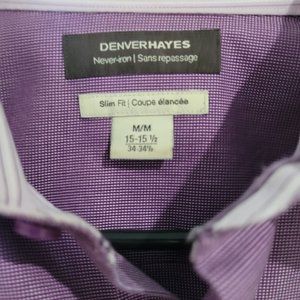 DENVERHAYES
Never-iron | Sans repassage
Slim Fit | Coupe élancée
M/M
15-15 ½
34-34½